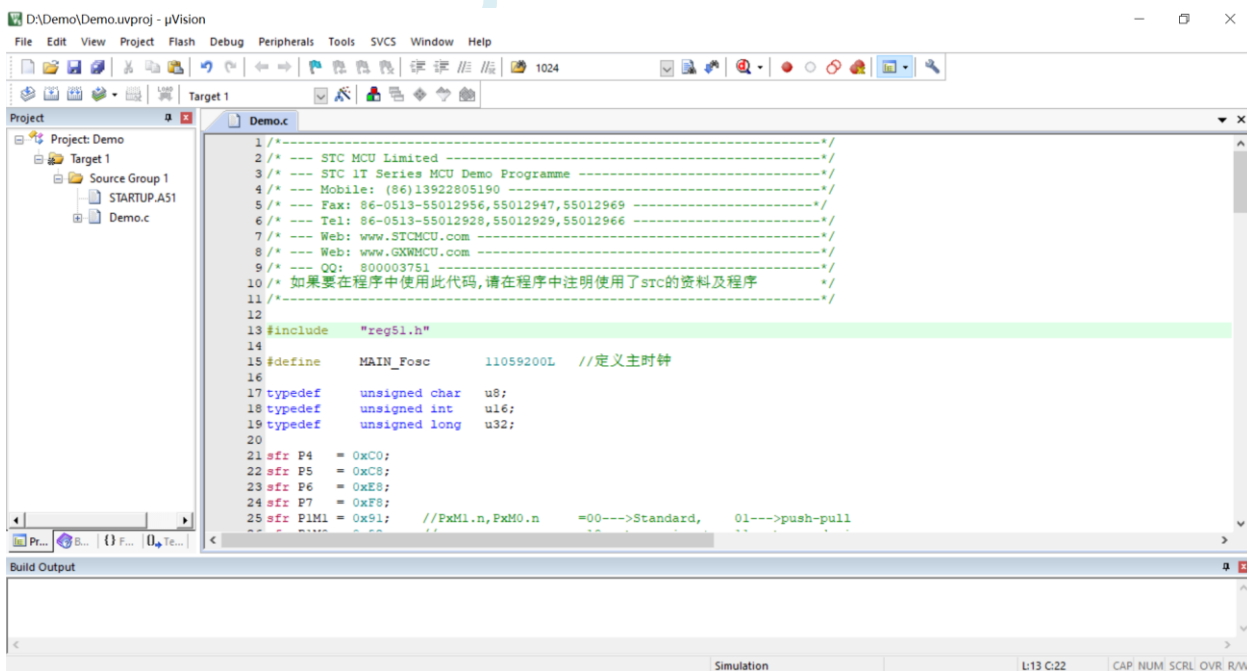 D:\Demo\Demo.uvproj - µVision
File Edit View Project Flash Debug Peripherals Tools SVCS Window Help
1024
LOAD Target 1
Project
Demo.c
Project: Demo
Target 1
Source Group 1
STARTUP.A51
Demo.c
1 /*---------------------------------------------------------------------*/
2 /* --- STC MCU Limited ------------------------------------------------*/
3 /* --- STC 1T Series MCU Demo Programme -------------------------------*/
4 /* --- Mobile: (86)13922805190 ----------------------------------------*/
5 /* --- Fax: 86-0513-55012956,55012947,55012969 ------------------------*/
6 /* --- Tel: 86-0513-55012928,55012929,55012966 ------------------------*/
7 /* --- Web: www.STCMCU.com --------------------------------------------*/
8 /* --- Web: www.GXWMCU.com --------------------------------------------*/
9 /* --- QQ:  800003751 -------------------------------------------------*/
10 /* 如果要在程序中使用此代码,请在程序中注明使用了STC的资料及程序        */
11 /*---------------------------------------------------------------------*/
12
13 #include    "reg51.h"
14
15 #define     MAIN_Fosc       11059200L   //定义主时钟
16
17 typedef     unsigned char   u8;
18 typedef     unsigned int    u16;
19 typedef     unsigned long   u32;
20
21 sfr P4   = 0xC0;
22 sfr P5   = 0xC8;
23 sfr P6   = 0xE8;
24 sfr P7   = 0xF8;
25 sfr P1M1 = 0x91;    //PxM1.n,PxM0.n     =00--->Standard,    01--->push-pull
Pr... B... {} F... 0 Te...
Build Output
Simulation L:13 C:22 CAP NUM SCRL OVR R/W